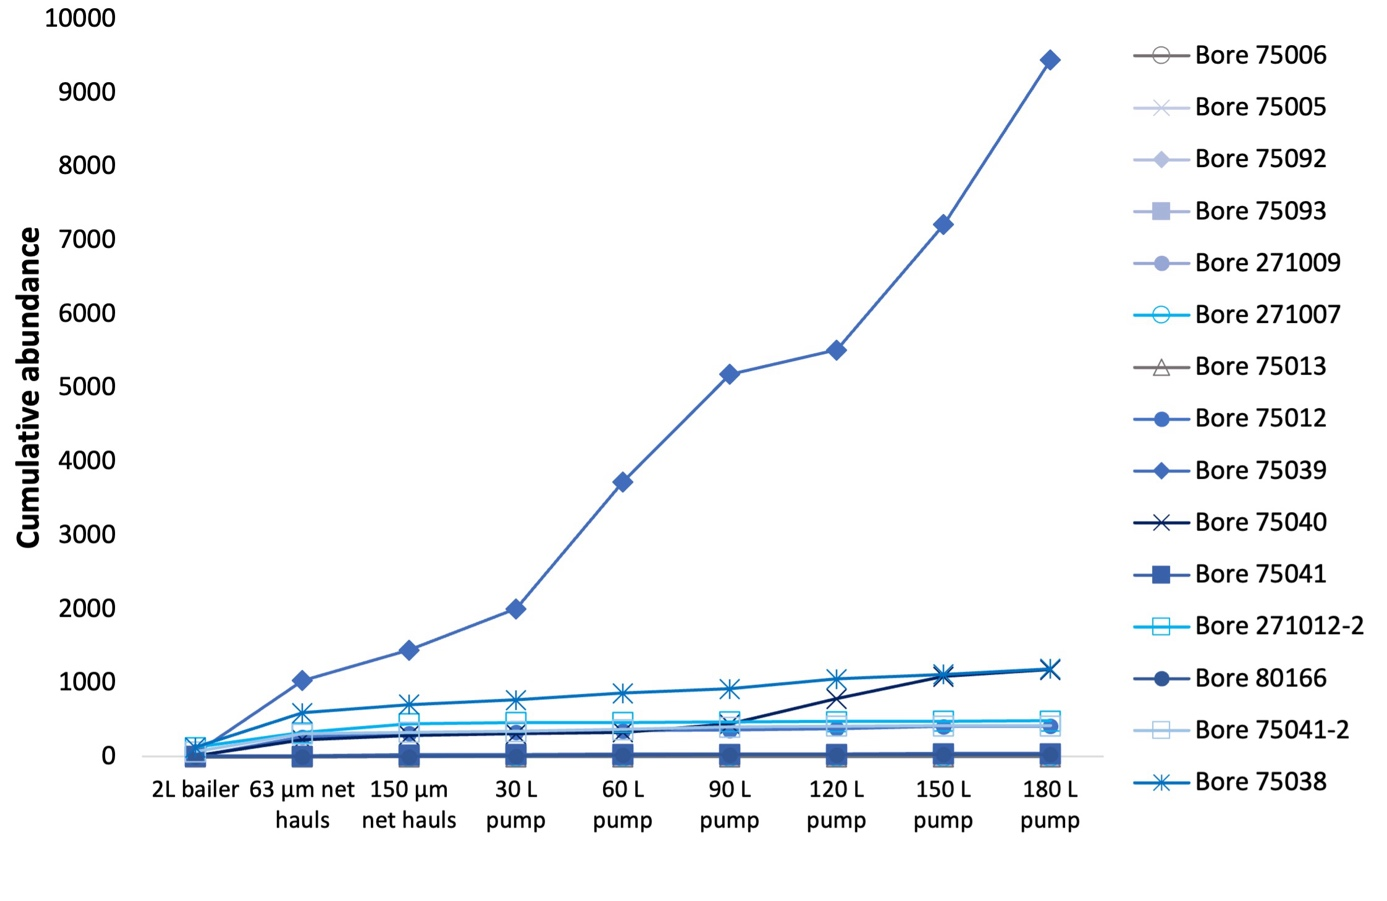 10000
9000
8000
7000
6000
5000
4000
3000
2000
1000
0
Cumulative abundance
2L bailer 63 µm net 150 µm 30 L 60 L 90 L 120 L 150 L 180 L
hauls net hauls pump pump pump pump pump pump
Bore 75006
Bore 75005
Bore 75092
Bore 75093
Bore 271009
Bore 271007
Bore 75013
Bore 75012
Bore 75039
Bore 75040
Bore 75041
Bore 271012-2
Bore 80166
Bore 75041-2
Bore 75038